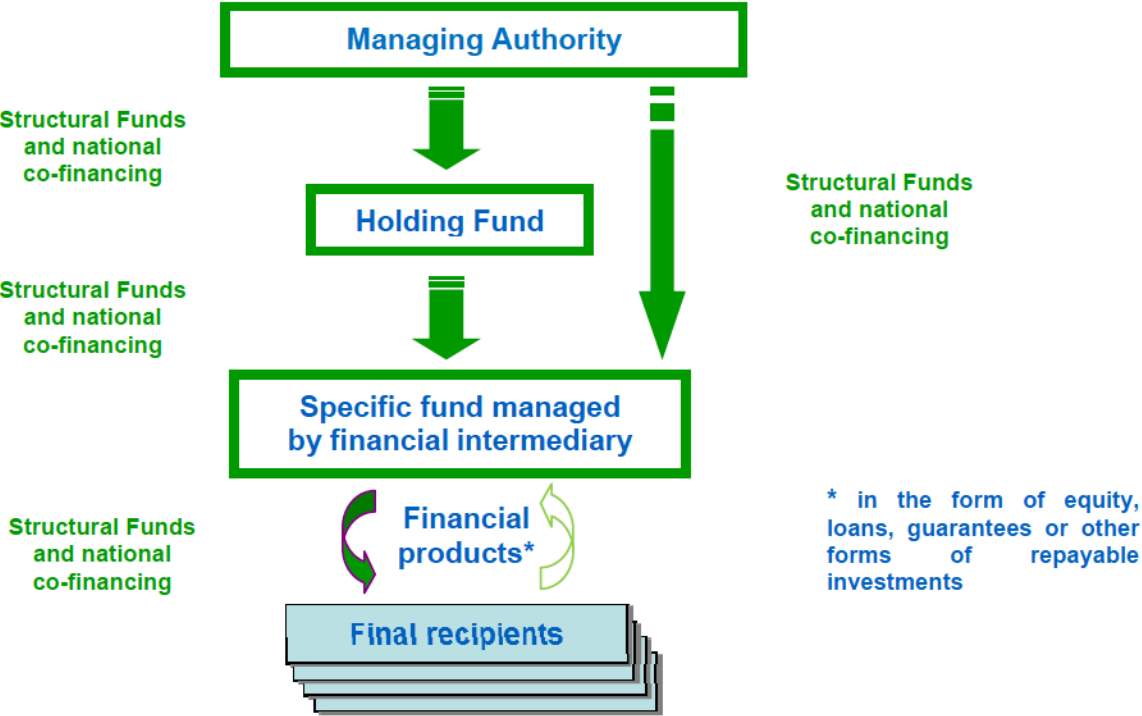 Managing Authority
Structural Funds
and national
co-financing
Structural Funds
and national
co-financing
Holding Fund
Structural Funds
and national
co-financing
Specific fund managed
by financial intermediary
Structural Funds
and national
co-financing
Financial
products*
* in the form of equity,
loans, guarantees or other
forms of repayable
investments
Final recipients